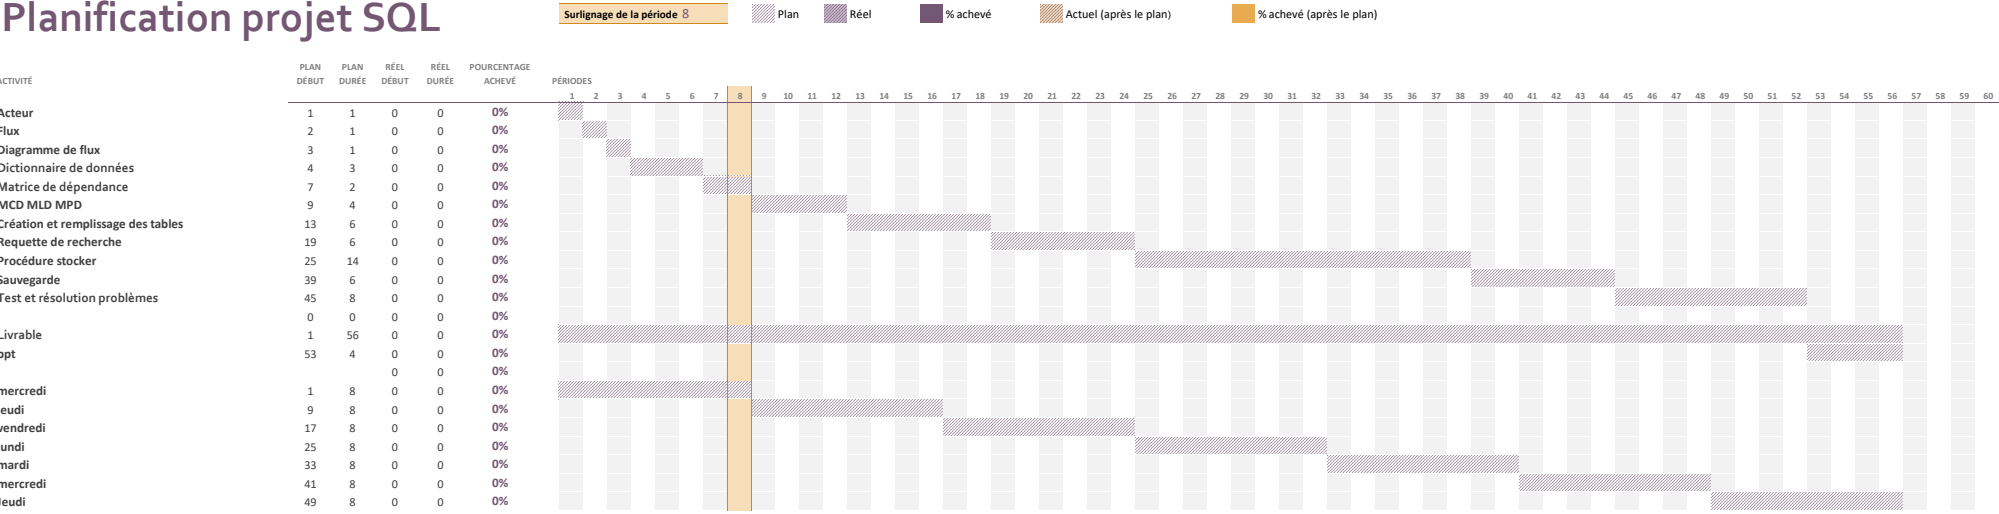 Planification projet SQL
Surlignage de la période 8 Plan Réel % achevé Actuel (après le plan) % achevé (après le plan)
PLAN PLAN RÉEL RÉEL POURCENTAGE
ACTIVITÉ DÉBUT DURÉE DÉBUT DURÉE ACHEVÉ PÉRIODES
1 2 3 4 5 6 7 8 9 10 11 12 13 14 15 16 17 18 19 20 21 22 23 24 25 26 27 28 29 30 31 32 33 34 35 36 37 38 39 40 41 42 43 44 45 46 47 48 49 50 51 52 53 54 55 56 57 58 59 60
Acteur 1 1 0 0 0%
Flux 2 1 0 0 0%
Diagramme de flux 3 1 0 0 0%
Dictionnaire de données 4 3 0 0 0%
Matrice de dépendance 7 2 0 0 0%
MCD MLD MPD 9 4 0 0 0%
Création et remplissage des tables 13 6 0 0 0%
Requette de recherche 19 6 0 0 0%
Procédure stocker 25 14 0 0 0%
Sauvegarde 39 6 0 0 0%
Test et résolution problèmes 45 8 0 0 0%
0 0 0 0 0%
Livrable 1 56 0 0 0%
ppt 53 4 0 0 0%
0 0 0%
mercredi 1 8 0 0 0%
jeudi 9 8 0 0 0%
vendredi 17 8 0 0 0%
lundi 25 8 0 0 0%
mardi 33 8 0 0 0%
mercredi 41 8 0 0 0%
Jeudi 49 8 0 0 0%